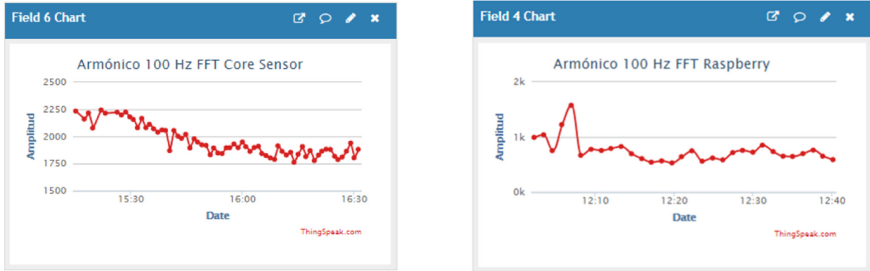 Field 6 Chart
Armónico 100 Hz FFT Core Sensor
2500
2250
2000
1750
1500
Amplitud
15:30 16:00 16:30
Date
ThingSpeak.com
Field 4 Chart
Armónico 100 Hz FFT Raspberry
2k
1k
0k
Amplitud
12:10 12:20 12:30 12:40
Date
ThingSpeak.com